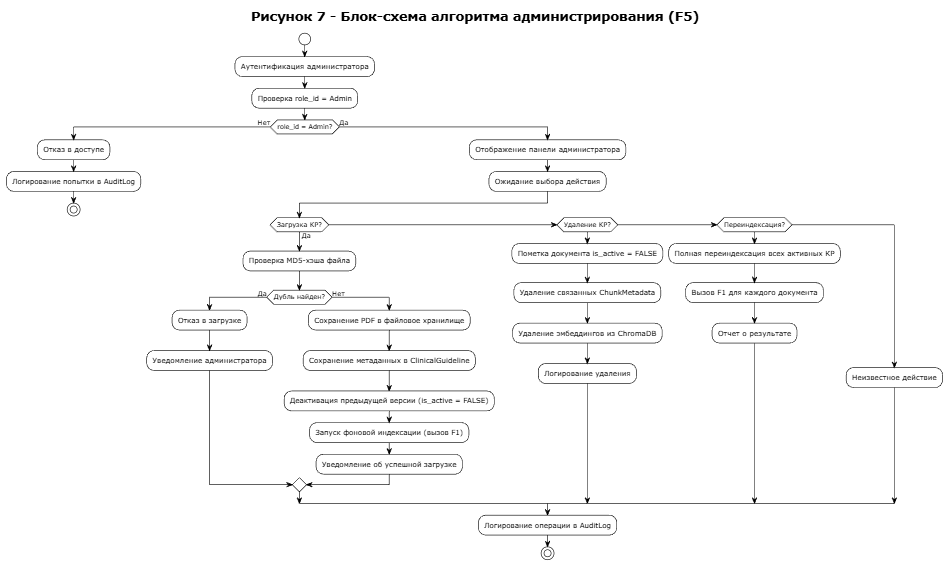 Рисунок 7 - Блок-схема алгоритма администрирования (F5)
Аутентификация администратора
Проверка role_id = Admin
Нет
role_id = Admin?
Да
Отказ в доступе
Логирование попытки в AuditLog
Отображение панели администратора
Ожидание выбора действия
Загрузка КР?
Да
Проверка MD5-хэша файла
Да
Дубль найден?
Нет
Отказ в загрузке
Уведомление администратора
Сохранение PDF в файловое хранилище
Сохранение метаданных в ClinicalGuideline
Деактивация предыдущей версии (is_active = FALSE)
Запуск фоновой индексации (вызов F1)
Уведомление об успешной загрузке
Удаление КР?
Пометка документа is_active = FALSE
Удаление связанных ChunkMetadata
Удаление эмбеддингов из ChromaDB
Логирование удаления
Переиндексация?
Полная переиндексация всех активных КР
Вызов F1 для каждого документа
Отчет о результате
Неизвестное действие
Логирование операции в AuditLog